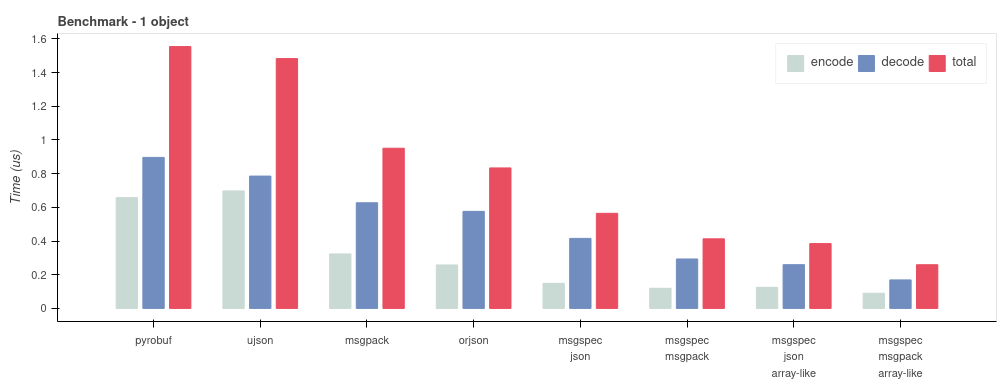 Benchmark - 1 object
Time (us)
1.6
1.4
1.2
1
0.8
0.6
0.4
0.2
0
encode decode total
pyrobuf
ujson
msgpack
orjson
msgspec
json
msgspec
msgpack
msgspec
json
array-like
msgspec
msgpack
array-like